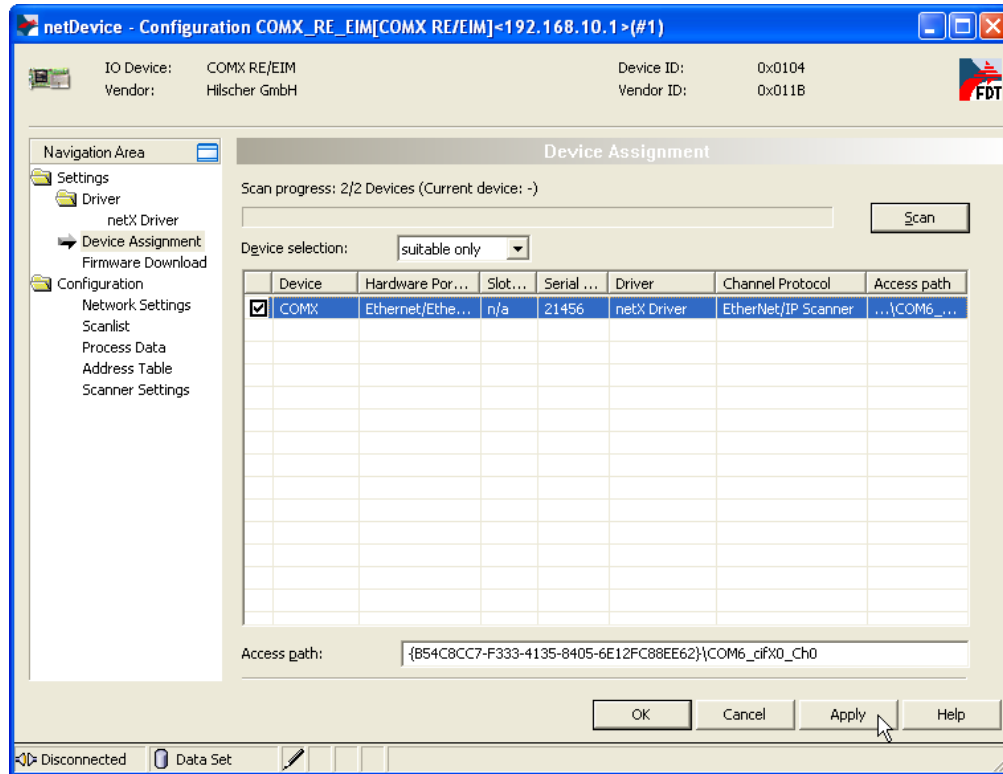 netDevice - Configuration COMX_RE_EIM[COMX RE/EIM]<192.168.10.1>(#1)
IO Device: COMX RE/EIM Device ID: 0x0104
Vendor: Hilscher GmbH Vendor ID: 0x011B
FDT
Navigation Area
Settings
Driver
netX Driver
Device Assignment
Firmware Download
Configuration
Network Settings
Scanlist
Process Data
Address Table
Scanner Settings
Device Assignment
Scan progress: 2/2 Devices (Current device: -)
Scan
Device selection: suitable only
Device Hardware Por... Slot... Serial ... Driver Channel Protocol Access path
COMX Ethernet/Ethe... n/a 21456 netX Driver EtherNet/IP Scanner ...\COM6_...
Access path: {B54C8CC7-F333-4135-8405-6E12FC88EE62}\COM6_cifX0_Ch0
OK Cancel Apply Help
Disconnected Data Set